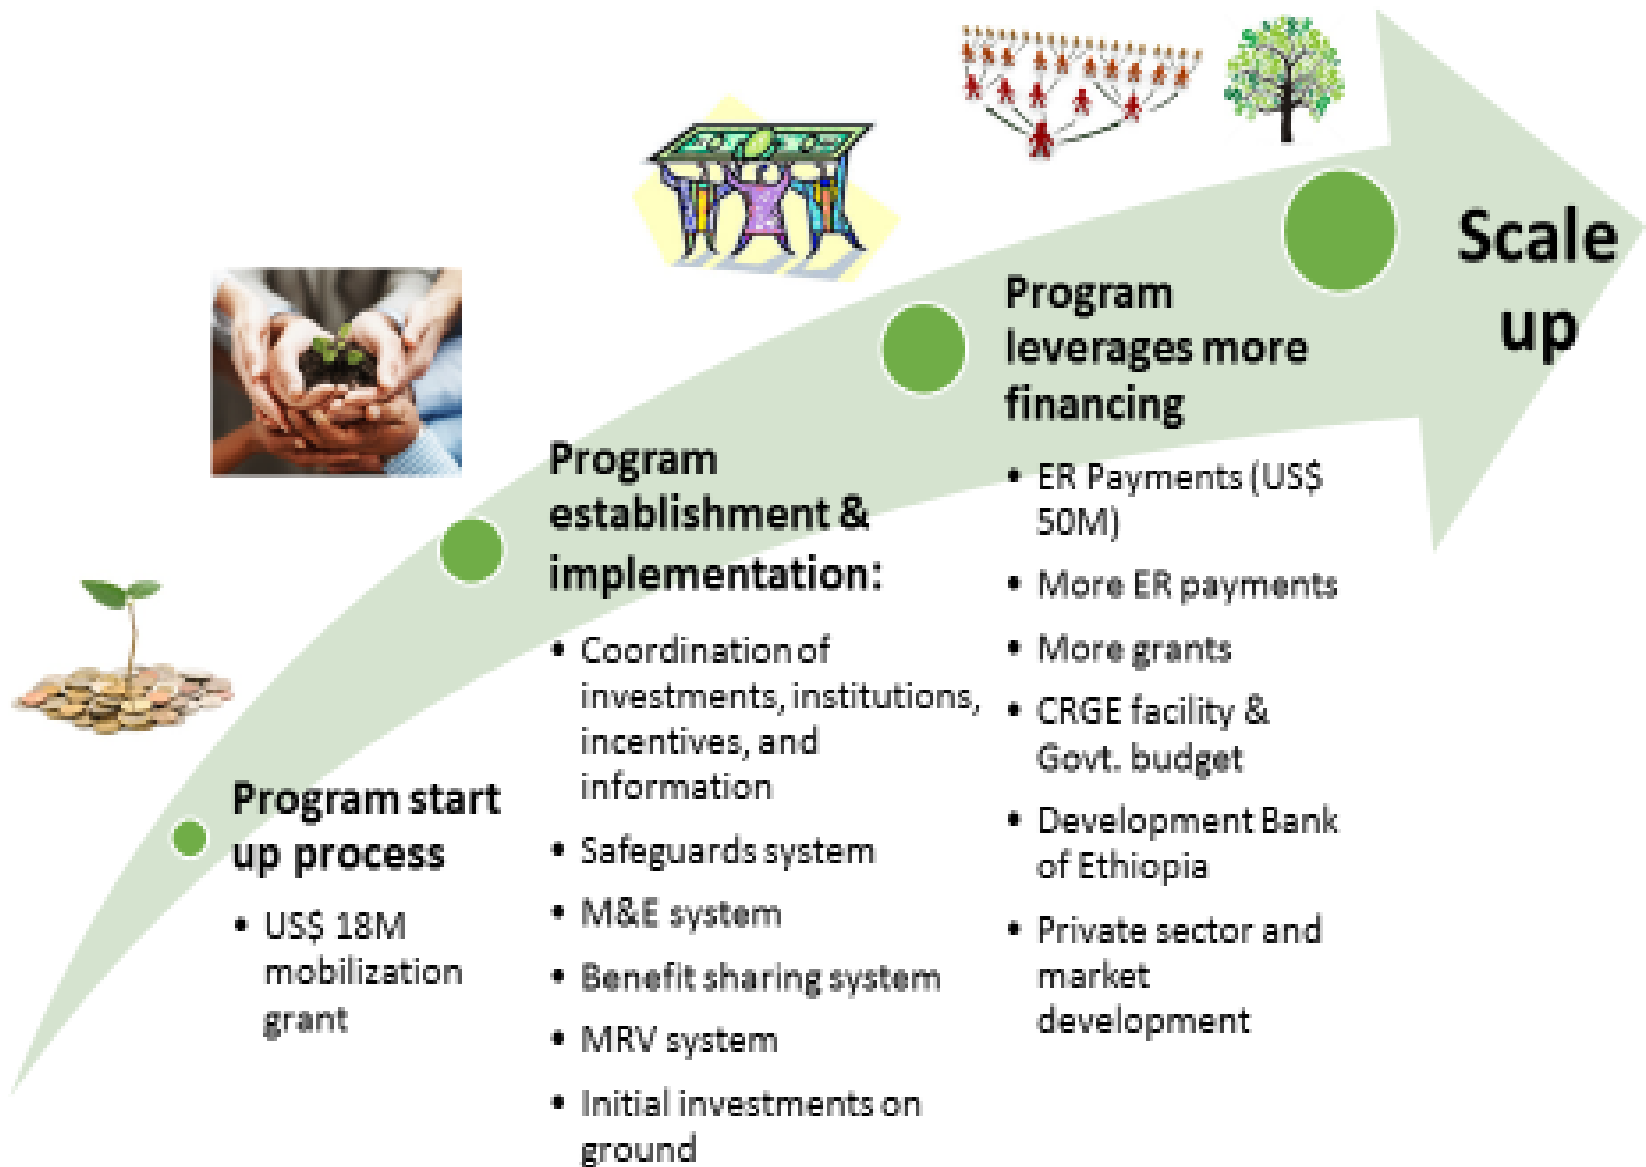 Program start
up process
• US$ 18M
mobilization
grant
Program
establishment &
implementation:
• Coordination of
investments, institutions,
incentives, and
information
• Safeguards system
• M&E system
• Benefit sharing system
• MRV system
• Initial investments on
ground
Program
leverages more
financing
• ER Payments (US$
50M)
• More ER payments
• More grants
• CRGE facility &
Govt. budget
• Development Bank
of Ethiopia
• Private sector and
market
development
Scale
up